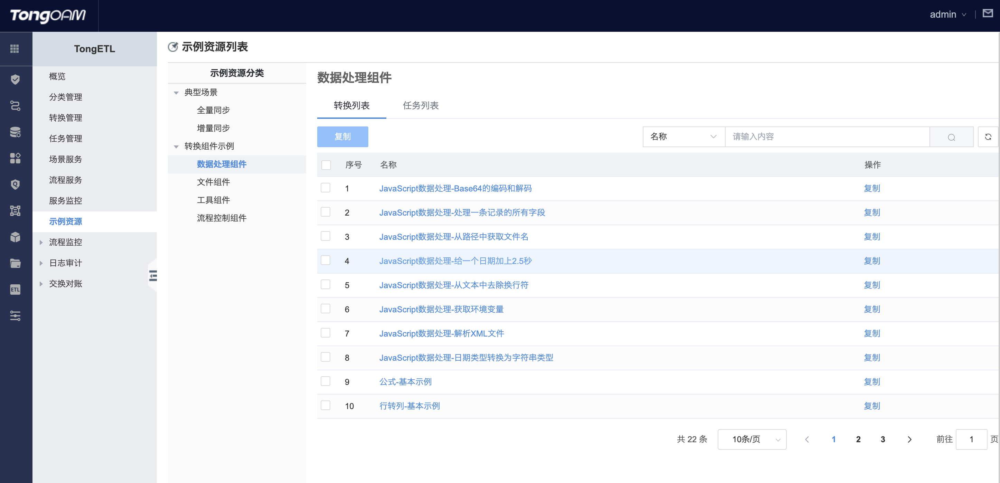 TongOAM
admin
TongETL
概览
分类管理
转换管理
任务管理
场景服务
流程服务
服务监控
示例资源
流程监控
日志审计
交换对账
ETL
示例资源列表
示例资源分类
典型场景
全量同步
增量同步
转换组件示例
数据处理组件
文件组件
工具组件
流程控制组件
数据处理组件
转换列表 任务列表
复制 名称 请输入内容
序号 名称 操作
1 JavaScript数据处理-Base64的编码和解码 复制
2 JavaScript数据处理-处理一条记录的所有字段 复制
3 JavaScript数据处理-从路径中获取文件名 复制
4 JavaScript数据处理-给一个日期加上2.5秒 复制
5 JavaScript数据处理-从文本中去除换行符 复制
6 JavaScript数据处理-获取环境变量 复制
7 JavaScript数据处理-解析XML文件 复制
8 JavaScript数据处理-日期类型转换为字符串类型 复制
9 公式-基本示例 复制
10 行转列-基本示例 复制
共 22 条 10条/页 1 2 3 前往 1 页